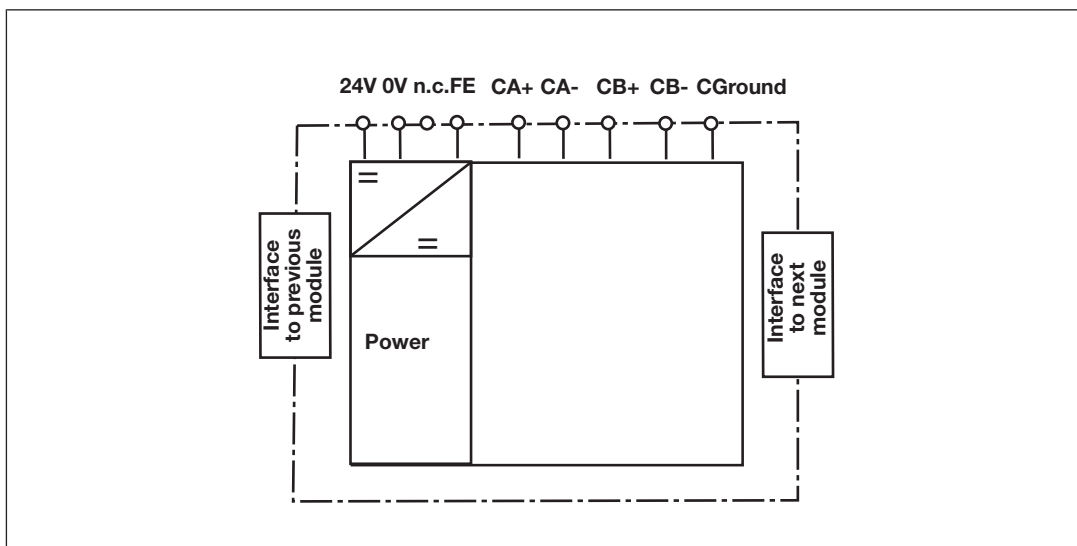 24V 0V n.c.FE CA+ CA- CB+ CB- CGround
Interface
to previous
module
Power
Interface
to next
module